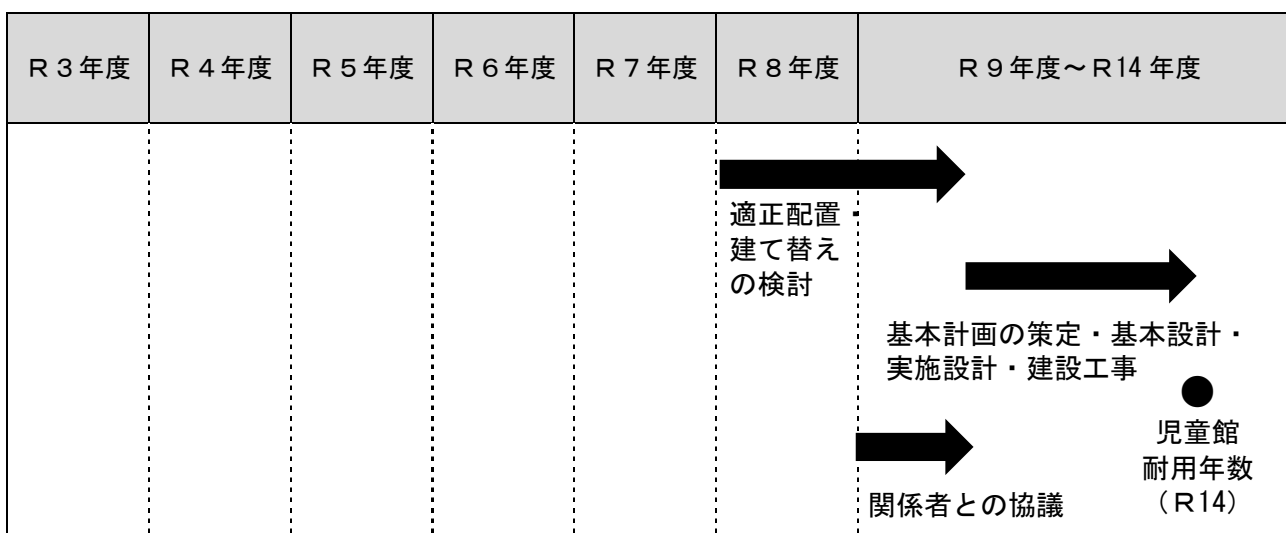 Ｒ３年度
Ｒ４年度
Ｒ５年度
Ｒ６年度
Ｒ７年度
Ｒ８年度
Ｒ９年度～Ｒ14年度
適正配置・
建て替え
の検討
基本計画の策定・基本設計・
実施設計・建設工事
児童館
耐用年数
（Ｒ14）
関係者との協議